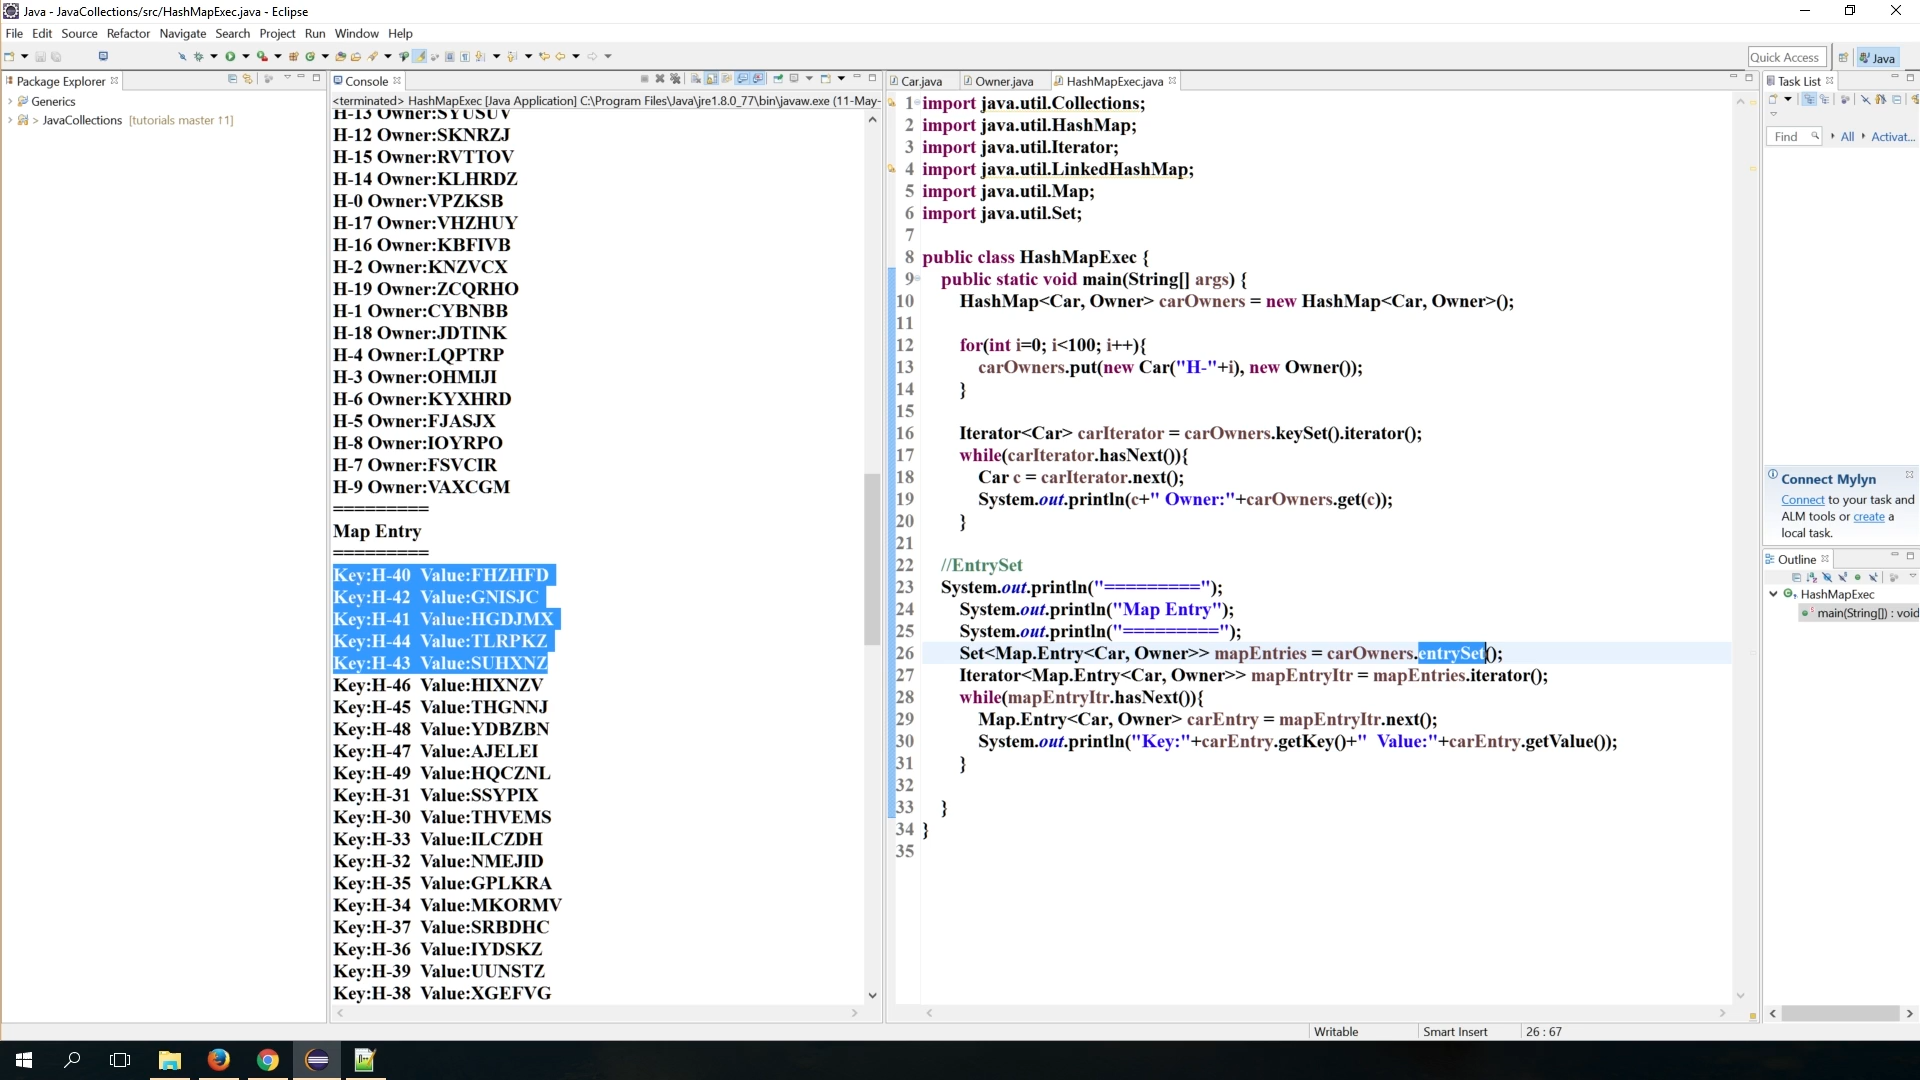 Java - JavaCollections/src/HashMapExec.java - Eclipse
File Edit Source Refactor Navigate Search Project Run Window Help
Quick Access
Java
Package Explorer
Generics
> JavaCollections [tutorials master ↑1]
Console
<terminated> HashMapExec [Java Application] C:\Program Files\Java\jre1.8.0_77\bin\javaw.exe (11-May-
H-13 Owner:SYUSUV
H-12 Owner:SKNRZJ
H-15 Owner:RVTTOV
H-14 Owner:KLHRDZ
H-0 Owner:VPZKSB
H-17 Owner:VHZHUY
H-16 Owner:KBFIVB
H-2 Owner:KNZVCX
H-19 Owner:ZCQRHO
H-1 Owner:CYBNBB
H-18 Owner:JDTINK
H-4 Owner:LQPTRP
H-3 Owner:OHMIJI
H-6 Owner:KYXHRD
H-5 Owner:FJASJX
H-8 Owner:IOYRPO
H-7 Owner:FSVCIR
H-9 Owner:VAXCGM
=========
Map Entry
=========
Key:H-40  Value:FHZHFD
Key:H-42  Value:GNISJC
Key:H-41  Value:HGDJMX
Key:H-44  Value:TLRPKZ
Key:H-43  Value:SUHXNZ
Key:H-46  Value:HIXNZV
Key:H-45  Value:THGNNJ
Key:H-48  Value:YDBZBN
Key:H-47  Value:AJELEI
Key:H-49  Value:HQCZNL
Key:H-31  Value:SSYPIX
Key:H-30  Value:THVEMS
Key:H-33  Value:ILCZDH
Key:H-32  Value:NMEJID
Key:H-35  Value:GPLKRA
Key:H-34  Value:MKORMV
Key:H-37  Value:SRBDHC
Key:H-36  Value:IYDSKZ
Key:H-39  Value:UUNSTZ
Key:H-38  Value:XGEFVG
Car.java Owner.java HashMapExec.java
1 import java.util.Collections;
2 import java.util.HashMap;
3 import java.util.Iterator;
4 import java.util.LinkedHashMap;
5 import java.util.Map;
6 import java.util.Set;
7
8 public class HashMapExec {
9 public static void main(String[] args) {
10 HashMap<Car, Owner> carOwners = new HashMap<Car, Owner>();
11
12 for(int i=0; i<100; i++){
13 carOwners.put(new Car("H-"+i), new Owner());
14 }
15
16 Iterator<Car> carIterator = carOwners.keySet().iterator();
17 while(carIterator.hasNext()){
18 Car c = carIterator.next();
19 System.out.println(c+" Owner:"+carOwners.get(c));
20 }
21
22 //EntrySet
23 System.out.println("=========");
24 System.out.println("Map Entry");
25 System.out.println("=========");
26 Set<Map.Entry<Car, Owner>> mapEntries = carOwners.entrySet();
27 Iterator<Map.Entry<Car, Owner>> mapEntryItr = mapEntries.iterator();
28 while(mapEntryItr.hasNext()){
29 Map.Entry<Car, Owner> carEntry = mapEntryItr.next();
30 System.out.println("Key:"+carEntry.getKey()+"  Value:"+carEntry.getValue());
31 }
32
33 }
34 }
35
Task List
Find All Activat...
Connect Mylyn
Connect to your task and
ALM tools or create a
local task.
Outline
HashMapExec
main(String[]) : void
Writable Smart Insert 26 : 67